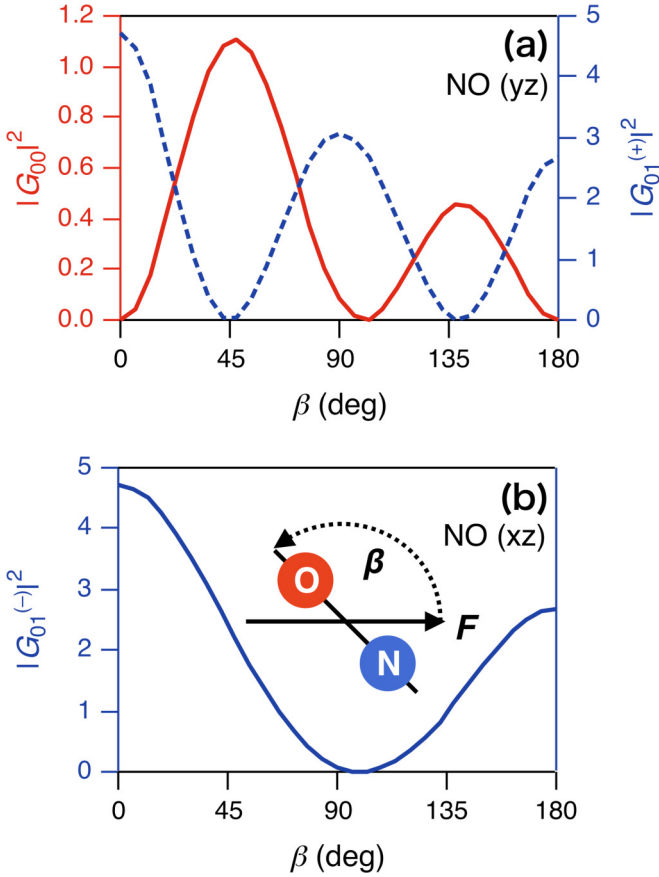 (a)
NO (yz)
1.2
1.0
0.8
0.6
0.4
0.2
0.0
|G₀₀|²
5
4
3
2
1
0
|G₀₁⁽⁺⁾|²
0 45 90 135 180
β (deg)
(b)
NO (xz)
5
4
3
2
1
0
|G₀₁⁽⁻⁾|²
O
β
F
N
0 45 90 135 180
β (deg)